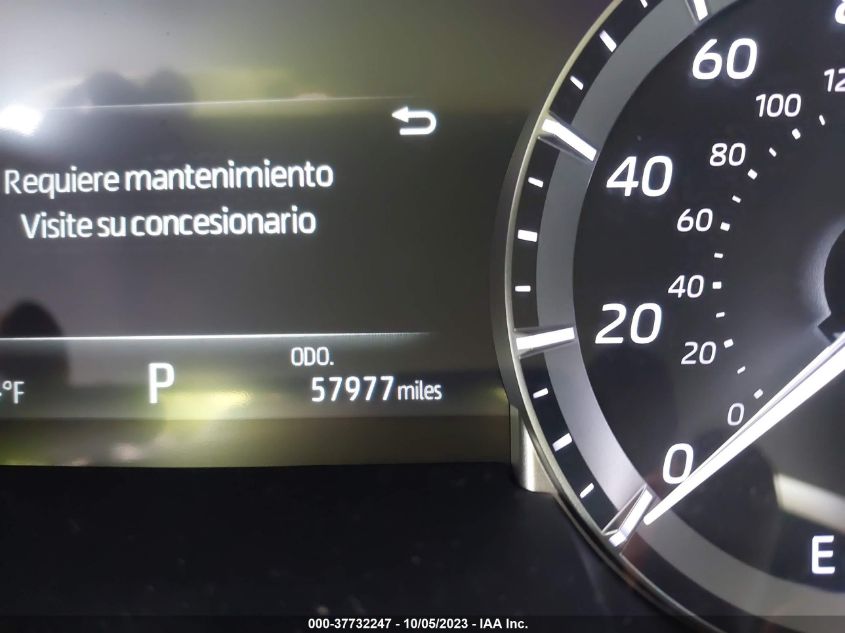 Requiere mantenimiento
Visite su concesionario
°F
P
ODO.
57977 miles
60
40
20
0
100
80
60
40
20
0
E
000-37732247 - 10/05/2023 - IAA Inc.